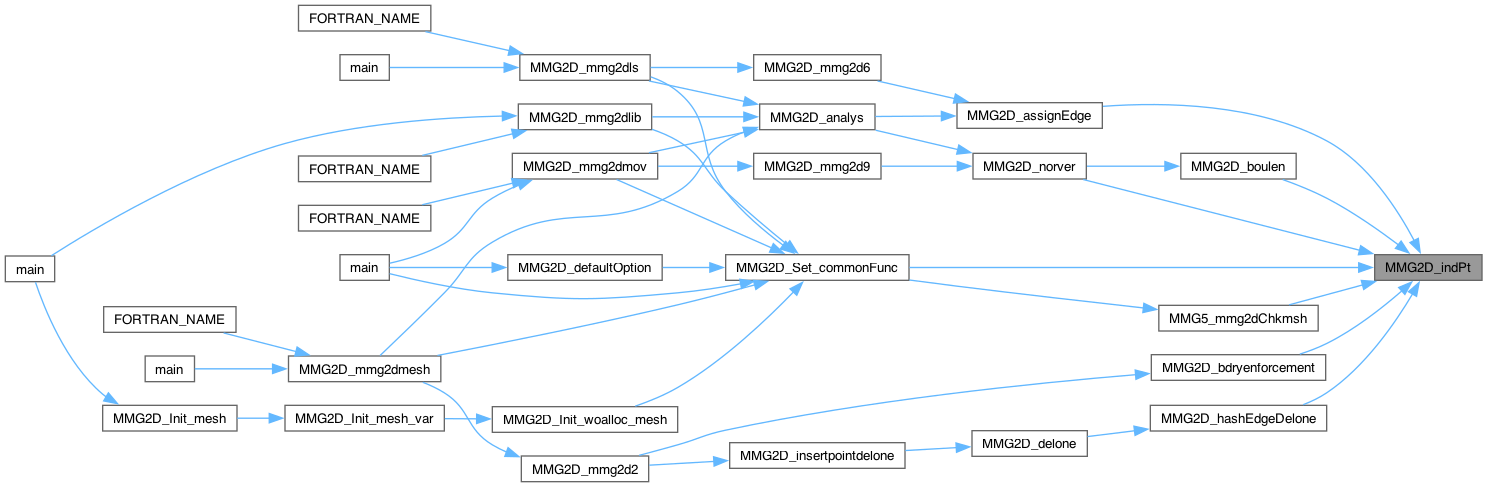 FORTRAN_NAME
main
MMG2D_mmg2dls
MMG2D_mmg2d6
MMG2D_assignEdge
MMG2D_mmg2dlib
MMG2D_analys
FORTRAN_NAME
MMG2D_mmg2dmov
MMG2D_mmg2d9
MMG2D_norver
MMG2D_boulen
FORTRAN_NAME
main
main
MMG2D_defaultOption
MMG2D_Set_commonFunc
MMG2D_indPt
FORTRAN_NAME
MMG5_mmg2dChkmsh
main
MMG2D_mmg2dmesh
MMG2D_bdryenforcement
MMG2D_Init_mesh
MMG2D_Init_mesh_var
MMG2D_Init_woalloc_mesh
MMG2D_hashEdgeDelone
MMG2D_mmg2d2
MMG2D_insertpointdelone
MMG2D_delone